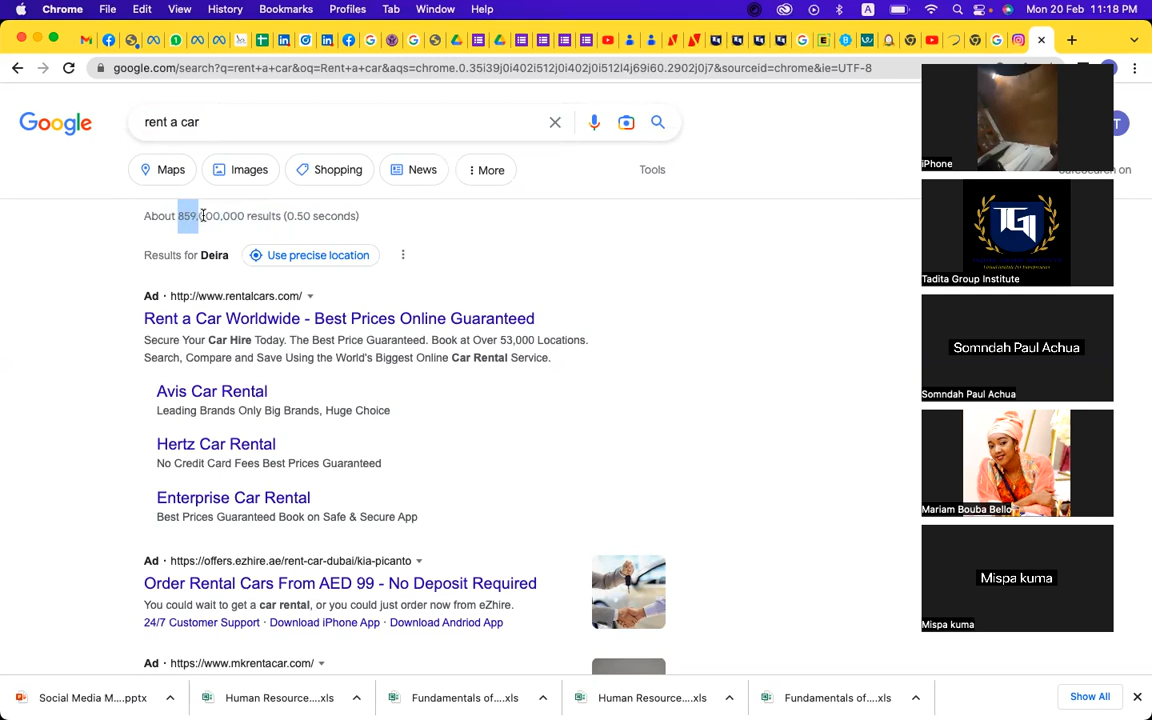 Chrome File Edit View History Bookmarks Profiles Tab Window Help A Mon 20 Feb 11:18 PM
google.com/search?q=rent+a+car&oq=Rent+a+car&aqs=chrome.0.35i39j0i402i512j0i402j0i512l4j69i60.2902j0j7&sourceid=chrome&ie=UTF-8
Google
rent a car
T
Maps Images Shopping News More Tools
About 859,000,000 results (0.50 seconds)
Results for Deira Use precise location
Ad · http://www.rentalcars.com/
Rent a Car Worldwide - Best Prices Online Guaranteed
Secure Your Car Hire Today. The Best Price Guaranteed. Book at Over 53,000 Locations.
Search, Compare and Save Using the World's Biggest Online Car Rental Service.
Avis Car Rental
Leading Brands Only Big Brands, Huge Choice
Hertz Car Rental
No Credit Card Fees Best Prices Guaranteed
Enterprise Car Rental
Best Prices Guaranteed Book on Safe & Secure App
Ad · https://offers.ezhire.ae/rent-car-dubai/kia-picanto
Order Rental Cars From AED 99 - No Deposit Required
You could wait to get a car rental, or you could just order now from eZhire.
24/7 Customer Support · Download iPhone App · Download Andriod App
Ad · https://www.mkrentacar.com/
iPhone
TGI
Tadita Group Institute
Somndah Paul Achua
Somndah Paul Achua
Mariam Bouba Bello
Mispa kuma
Mispa kuma
Social Media M....pptx Human Resource....xls Fundamentals of....xls Human Resource....xls Fundamentals of....xls Show All